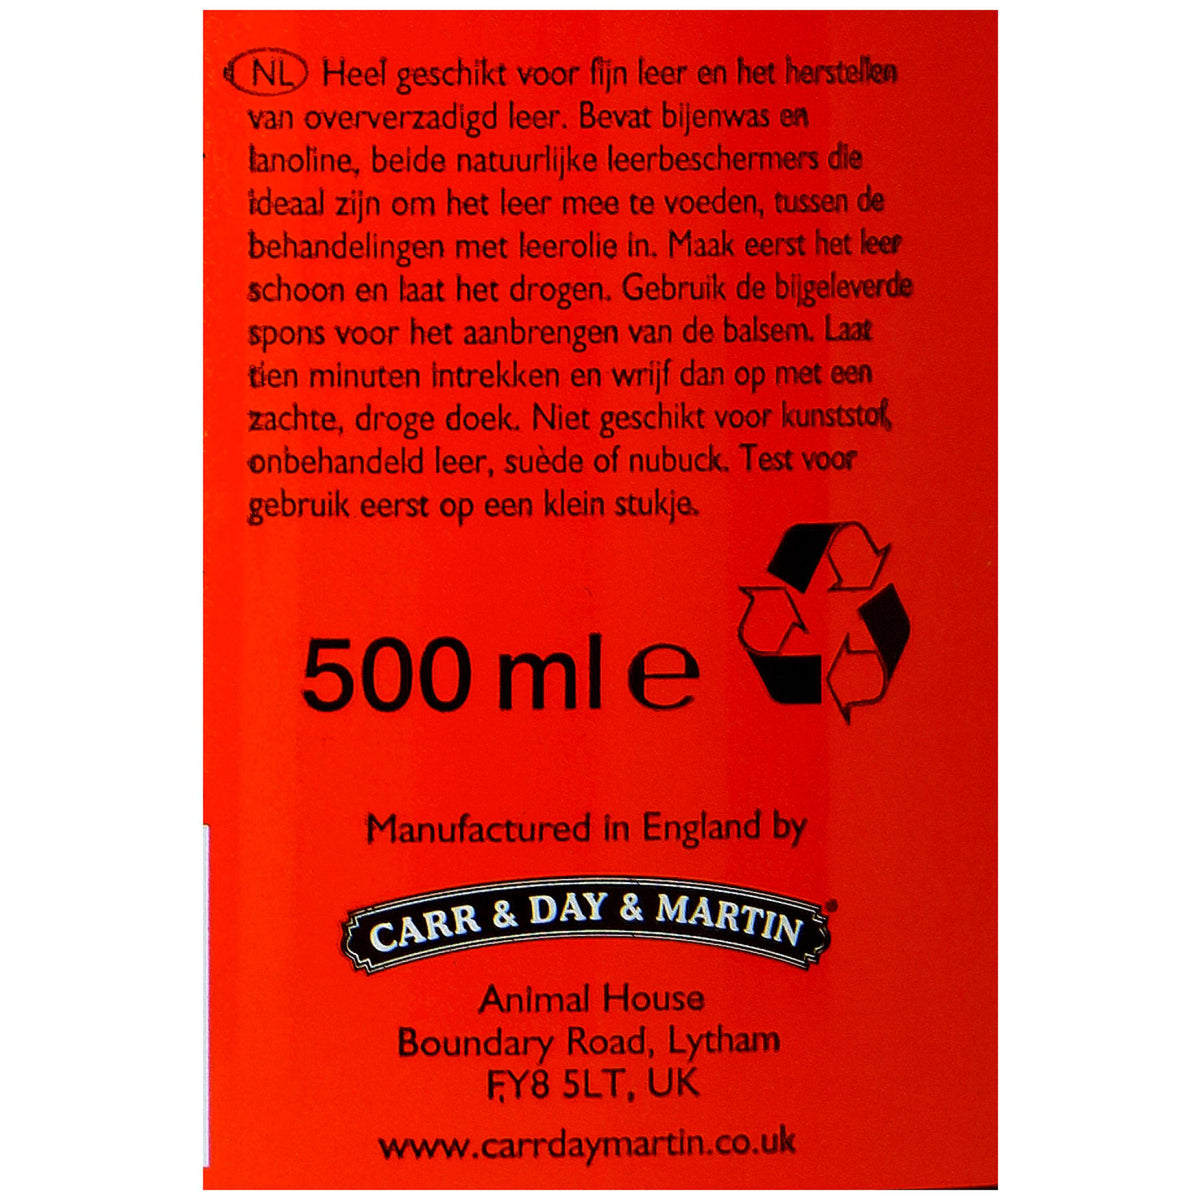 NL Heel geschikt voor fijn leer en het herstellen
van oververzadigd leer. Bevat bijenwas en
lanoline, beide natuurlijke leerbeschermers die
ideaal zijn om het leer mee te voeden, tussen de
behandelingen met leerolie in. Maak eerst het leer
schoon en laat het drogen. Gebruik de bijgeleverde
spons voor het aanbrengen van de balsem. Laat
tien minuten intrekken en wrijf dan op met een
zachte, droge doek. Niet geschikt voor kunststof,
onbehandeld leer, suède of nubuck. Test voor
gebruik eerst op een klein stukje.
500 ml e
Manufactured in England by
CARR & DAY & MARTIN
Animal House
Boundary Road, Lytham
FY8 5LT, UK
www.carrdaymartin.co.uk